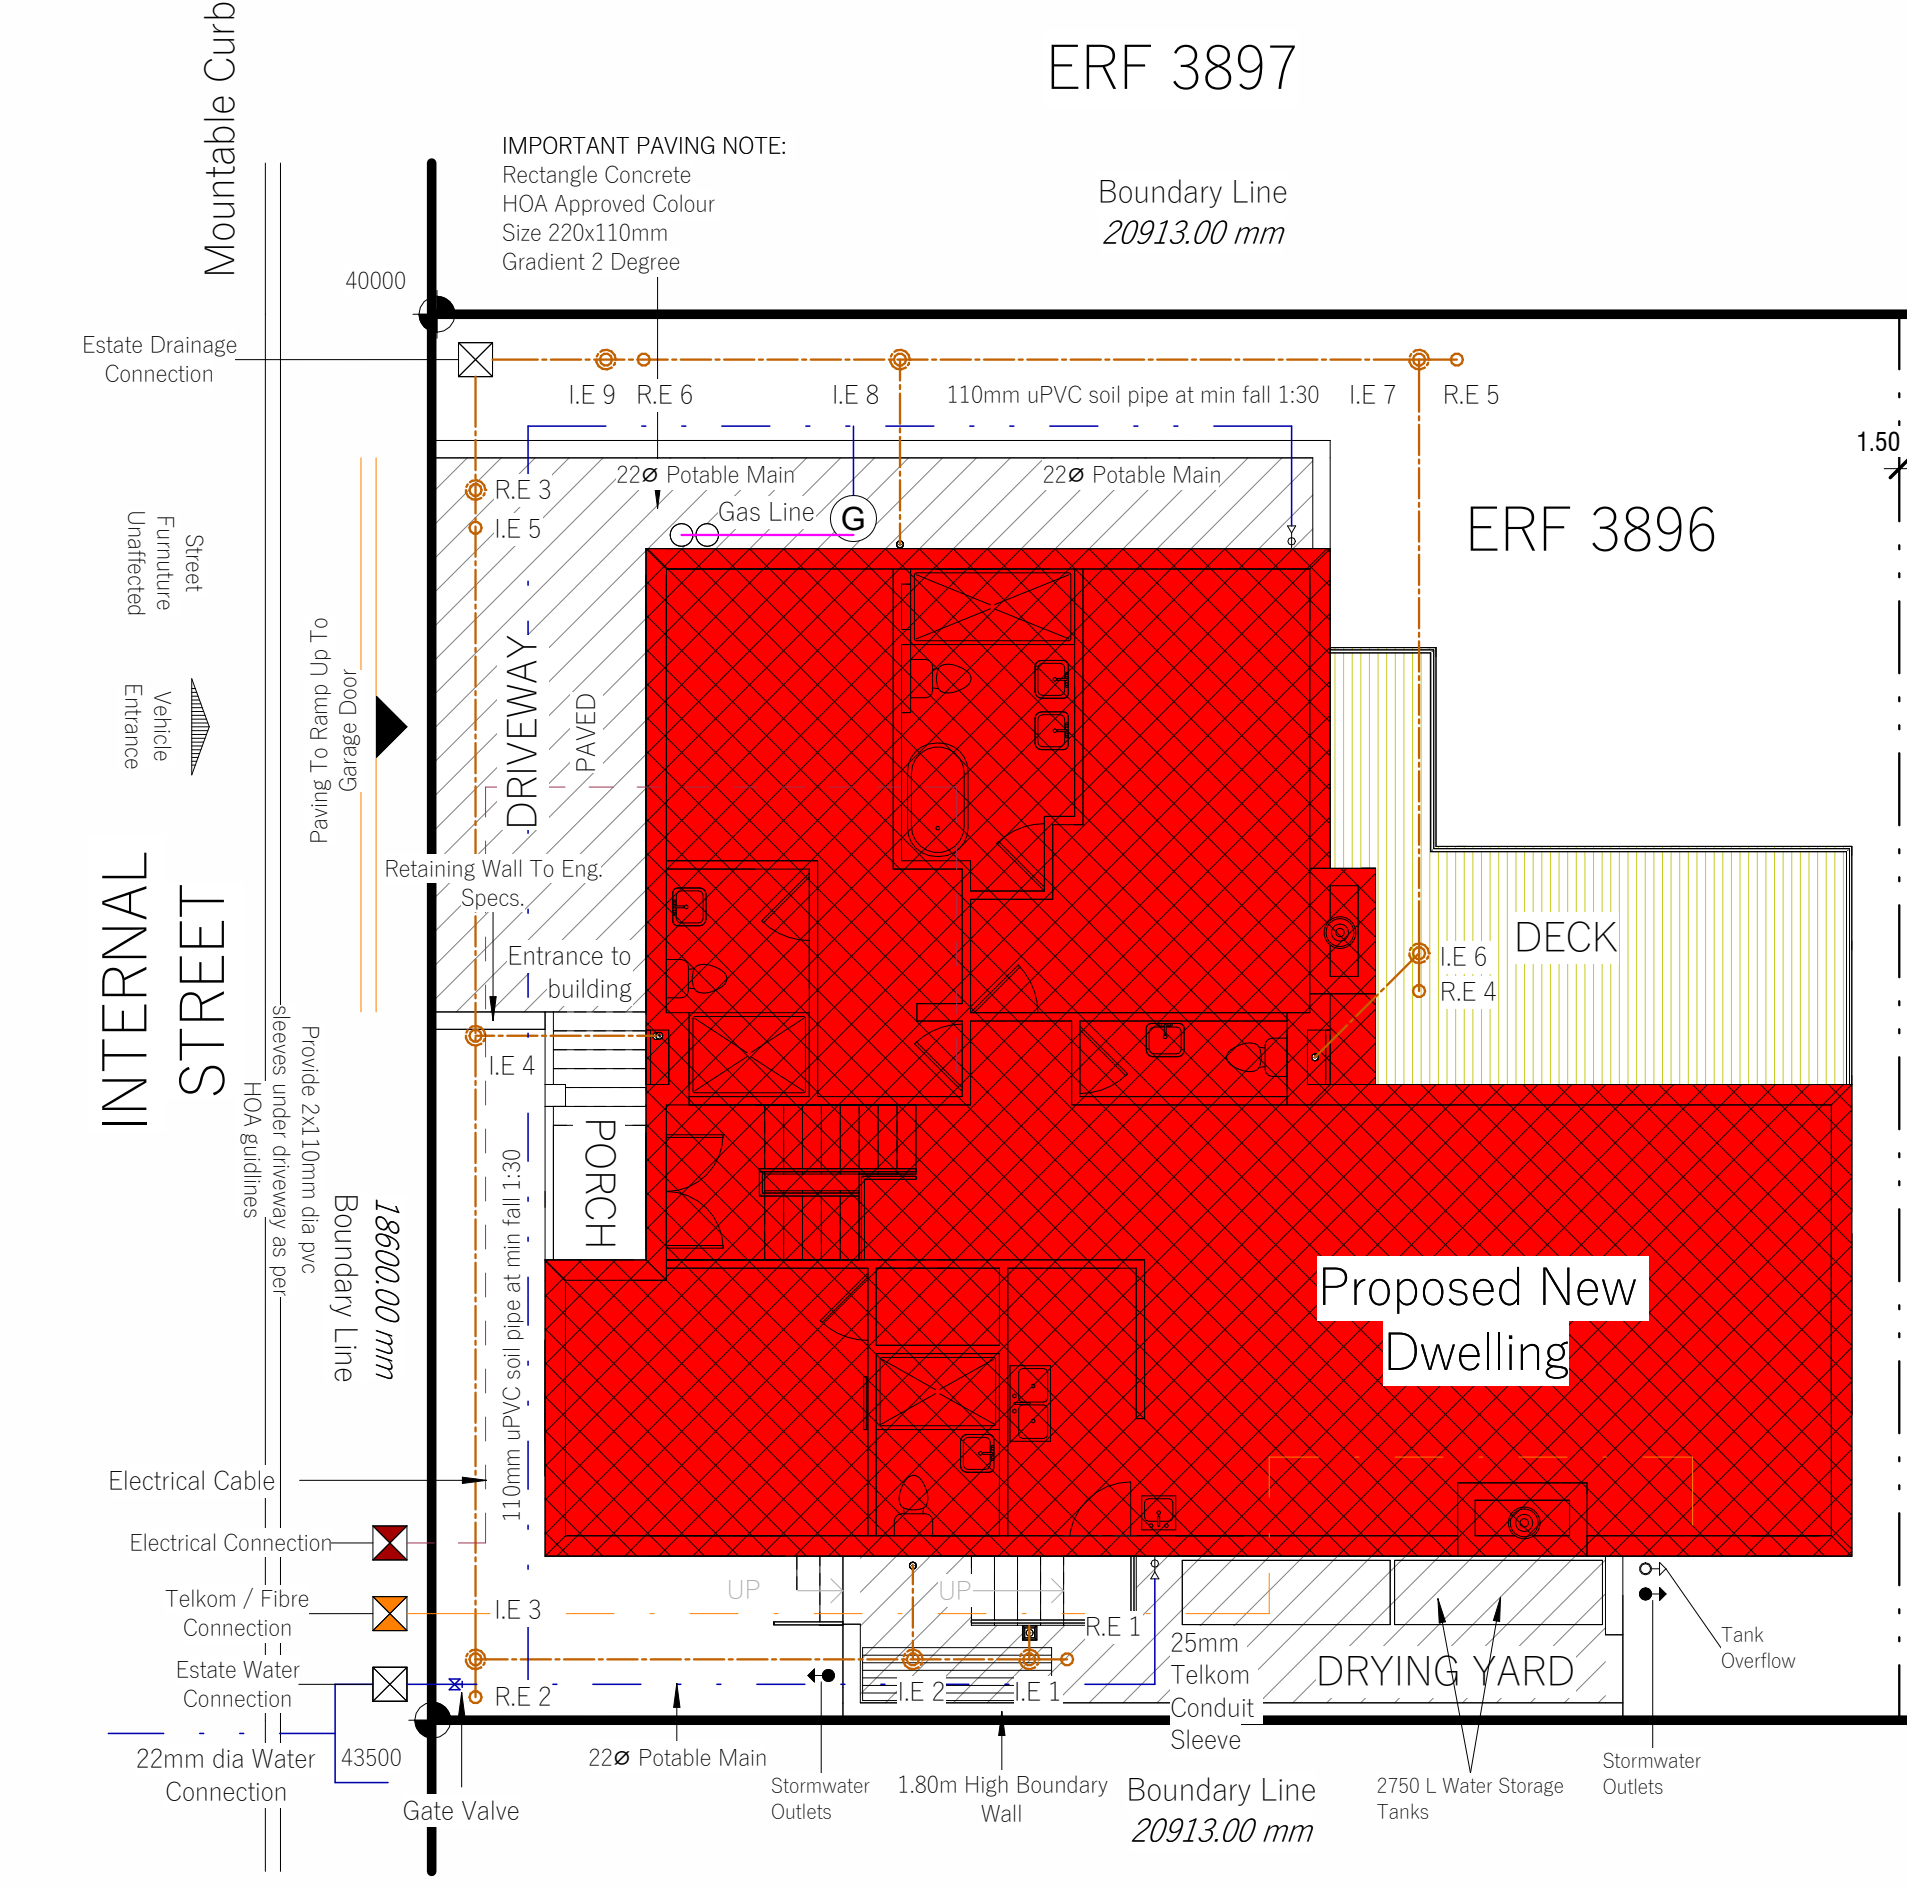 Mountable Curb
ERF 3897
IMPORTANT PAVING NOTE:
Rectangle Concrete
HOA Approved Colour
Size 220x110mm
Gradient 2 Degree
Boundary Line
20913.00 mm
40000
Estate Drainage
Connection
I.E 9
R.E 6
I.E 8
110mm uPVC soil pipe at min fall 1:30
I.E 7
R.E 5
1.50
22ø Potable Main
22ø Potable Main
R.E 3
Gas Line
G
I.E 5
ERF 3896
Street
Furnuture
Unaffected
Paving To Ramp Up To
Garage Door
DRIVEWAY
PAVED
Vehicle
Entrance
INTERNAL
STREET
Retaining Wall To Eng.
Specs.
Entrance to
building
DECK
I.E 6
R.E 4
I.E 4
PORCH
Provide 2x110mm dia pvc
sleeves under driveway as per
HOA guidlines
18600.00 mm
Boundary Line
110mm uPVC soil pipe at min fall 1:30
Proposed New
Dwelling
Electrical Cable
Electrical Connection
Telkom / Fibre
Connection
I.E 3
UP
UP
R.E 1
Estate Water
Connection
R.E 2
I.E 2
I.E 1
25mm
Telkom
Conduit
Sleeve
DRYING YARD
Tank
Overflow
22mm dia Water
Connection
43500
Gate Valve
22ø Potable Main
Stormwater
Outlets
1.80m High Boundary
Wall
Boundary Line
20913.00 mm
2750 L Water Storage
Tanks
Stormwater
Outlets